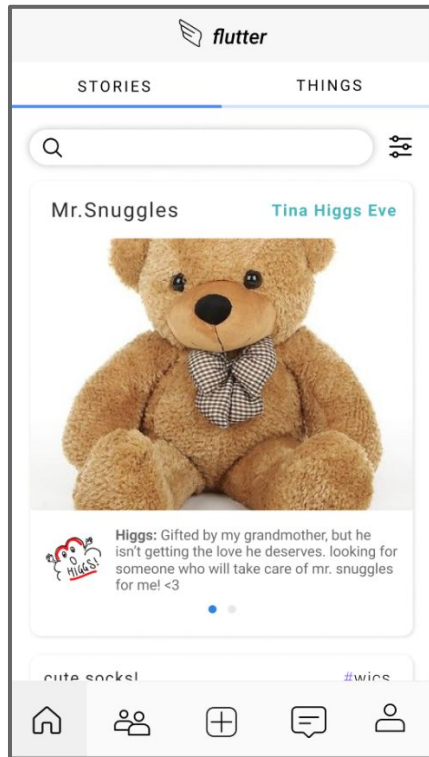 flutter
STORIES THINGS
Mr.Snuggles Tina Higgs Eve
HIGGS!
Higgs: Gifted by my grandmother, but he
isn't getting the love he deserves. looking for
someone who will take care of mr. snuggles
for me! <3
cute socks! #wics